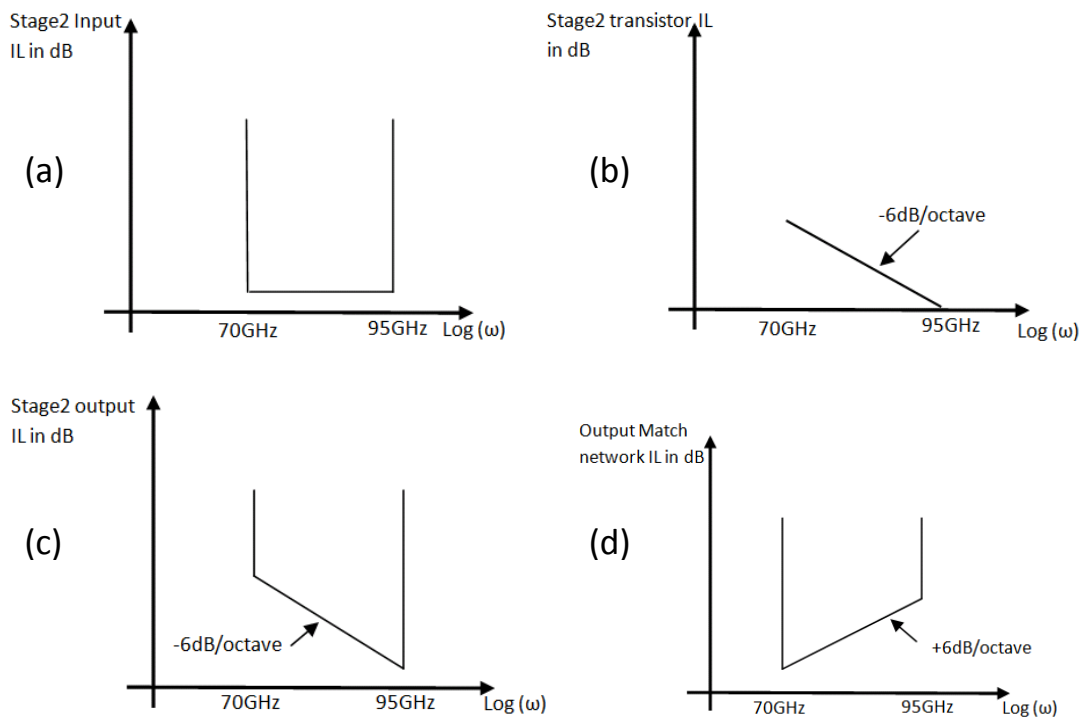 Stage2 Input
IL in dB
(a)
70GHz
95GHz
Log (ω)
Stage2 transistor IL
in dB
(b)
-6dB/octave
70GHz
95GHz
Log (ω)
Stage2 output
IL in dB
(c)
-6dB/octave
70GHz
95GHz
Log (ω)
Output Match
network IL in dB
(d)
+6dB/octave
70GHz
95GHz
Log (ω)